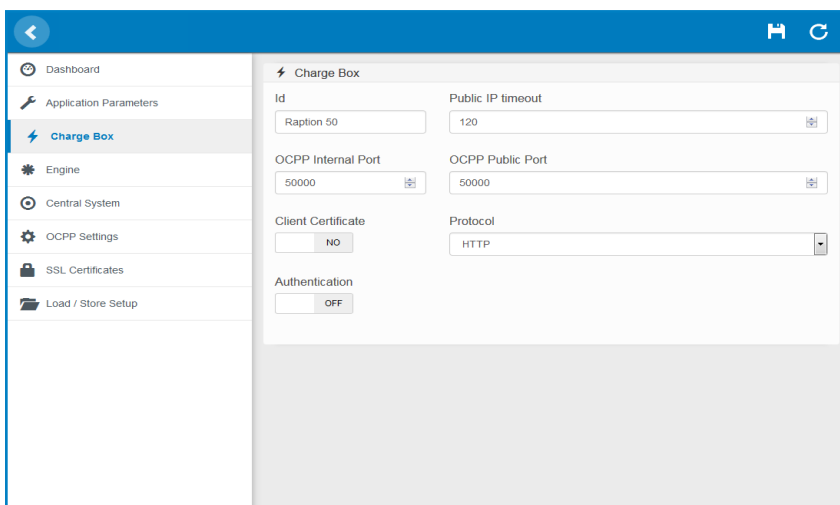 Dashboard
Application Parameters
Charge Box
Engine
Central System
OCPP Settings
SSL Certificates
Load / Store Setup
Charge Box
Id
Public IP timeout
Raption 50
120
OCPP Internal Port
OCPP Public Port
50000
50000
Client Certificate
Protocol
NO
HTTP
Authentication
OFF